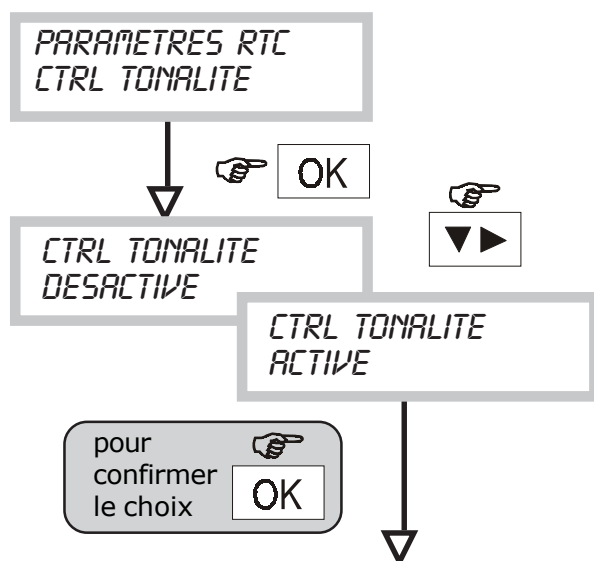 PARAMETRES RTC
CTRL TONALITE
OK
CTRL TONALITE
DESACTIVE
CTRL TONALITE
ACTIVE
pour
confirmer
le choix
OK